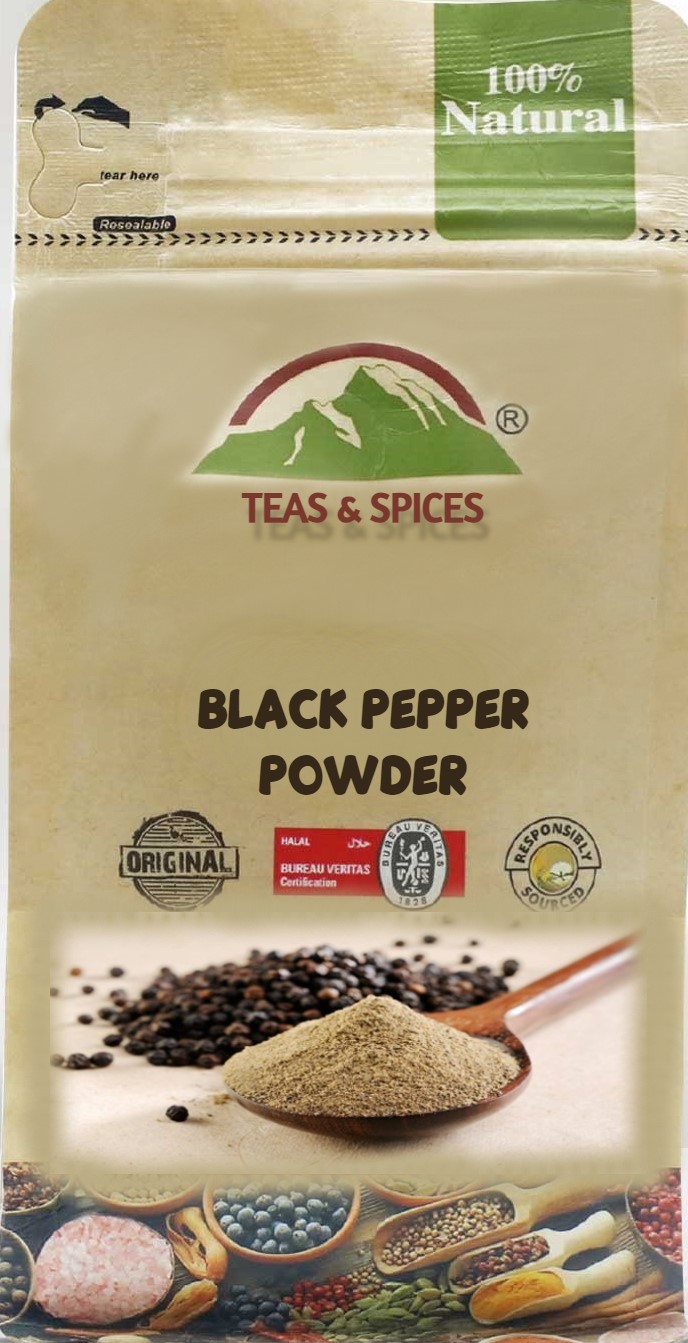 100%
Natural
tear here
Resealable
®
TEAS & SPICES
BLACK PEPPER
POWDER
ORIGINAL
HALAL حلال
BUREAU VERITAS
Certification
BUREAU VERITAS
1828
RESPONSIBLY
SOURCED